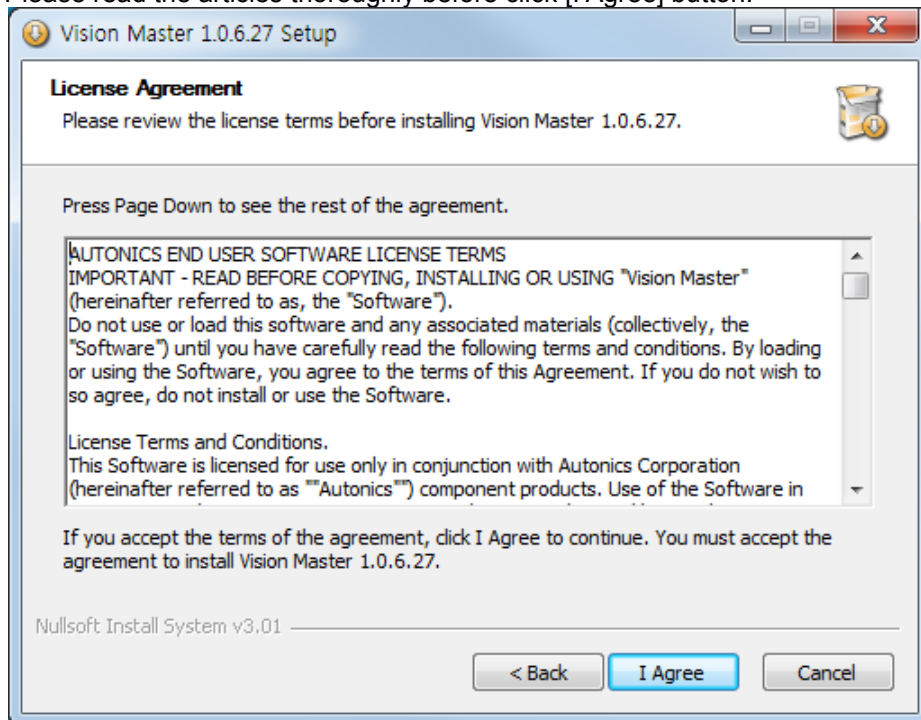 Please read the articles thoroughly before click [I Agree] button.
Vision Master 1.0.6.27 Setup
License Agreement
Please review the license terms before installing Vision Master 1.0.6.27.
Press Page Down to see the rest of the agreement.
AUTONICS END USER SOFTWARE LICENSE TERMS
IMPORTANT - READ BEFORE COPYING, INSTALLING OR USING "Vision Master"
(hereinafter referred to as, the "Software").
Do not use or load this software and any associated materials (collectively, the
"Software") until you have carefully read the following terms and conditions. By loading
or using the Software, you agree to the terms of this Agreement. If you do not wish to
so agree, do not install or use the Software.
License Terms and Conditions.
This Software is licensed for use only in conjunction with Autonics Corporation
(hereinafter referred to as ""Autonics"") component products. Use of the Software in
If you accept the terms of the agreement, click I Agree to continue. You must accept the
agreement to install Vision Master 1.0.6.27.
Nullsoft Install System v3.01
< Back
I Agree
Cancel